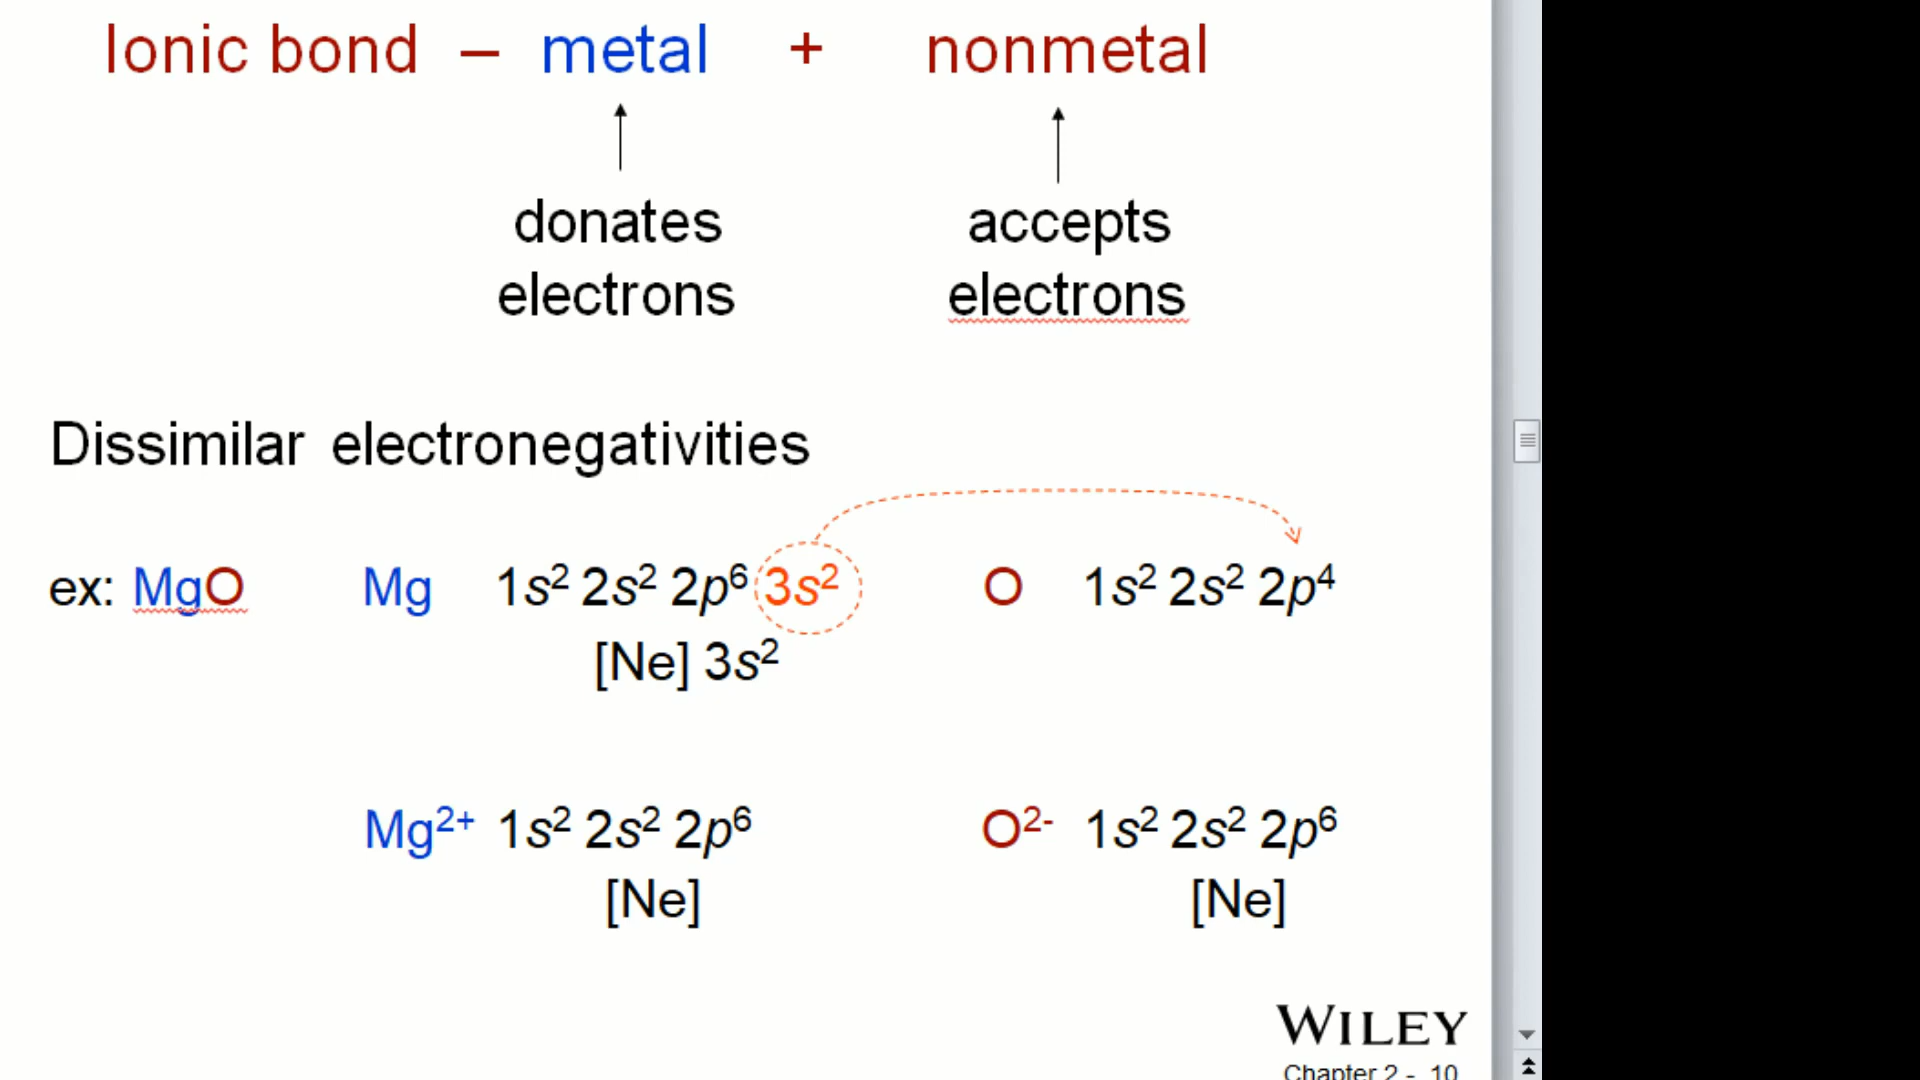 Ionic bond – metal + nonmetal
donates accepts
electrons electrons
Dissimilar electronegativities
ex: MgO Mg 1s² 2s² 2p⁶ 3s² O 1s² 2s² 2p⁴
[Ne] 3s²
Mg²⁺ 1s² 2s² 2p⁶ O²⁻ 1s² 2s² 2p⁶
[Ne] [Ne]
WILEY
Chapter 2 - 10